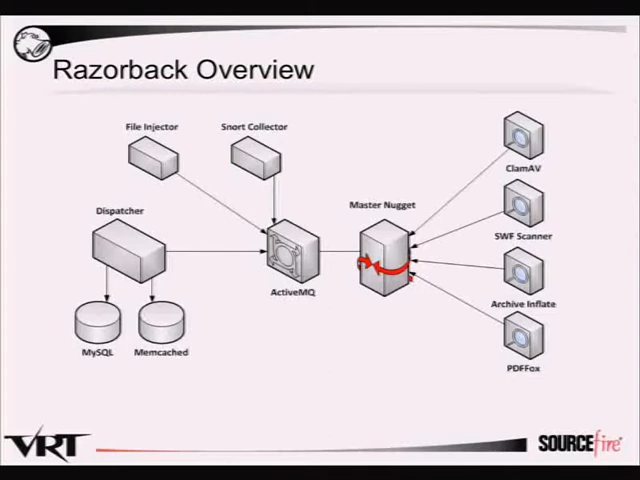 Razorback Overview
File Injector
Snort Collector
ClamAV
Master Nugget
Dispatcher
SWF Scanner
ActiveMQ
Archive Inflate
MySQL
Memcached
PDFFox
VRT
SOURCEfire